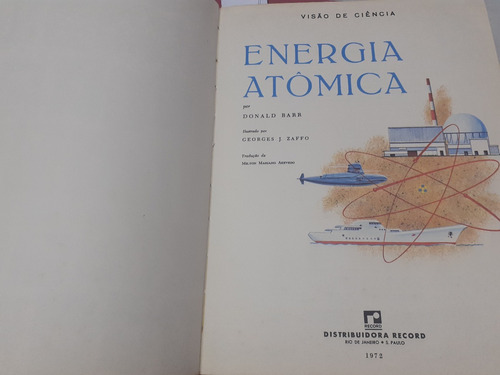 VISÃO DE CIÊNCIA
ENERGIA
ATÔMICA
por
DONALD BARR
Ilustrado por
GEORGES J. ZAFFO
Tradução de
RECORD
DISTRIBUIDORA RECORD
RIO DE JANEIRO • S. PAULO
1972